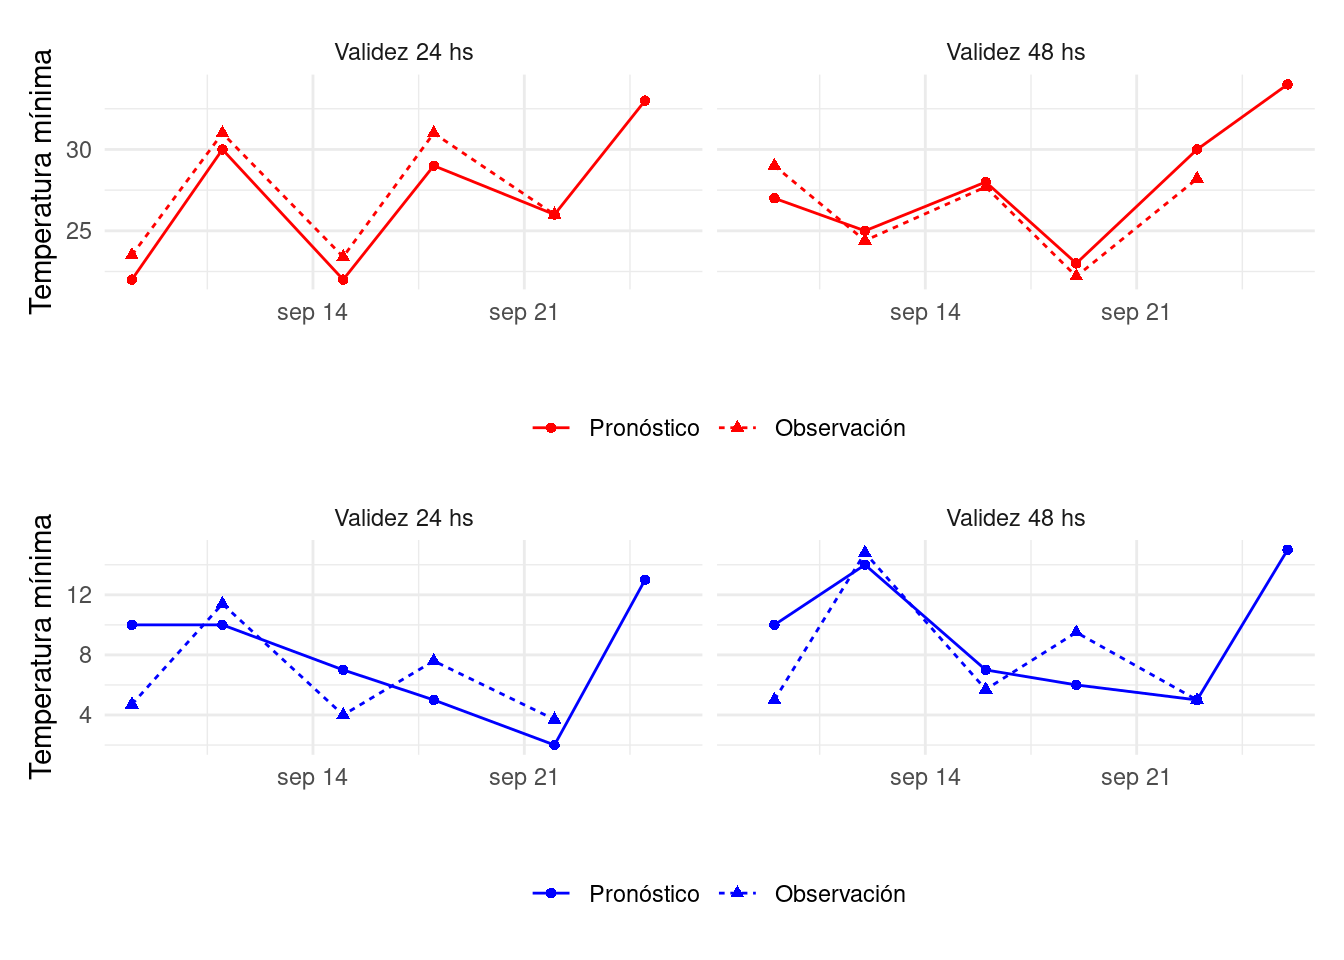 Validez 24 hs
Validez 48 hs
Temperatura mínima
30
25
sep 14
sep 21
sep 14
sep 21
Pronóstico
Observación
Validez 24 hs
Validez 48 hs
Temperatura mínima
12
8
4
sep 14
sep 21
sep 14
sep 21
Pronóstico
Observación